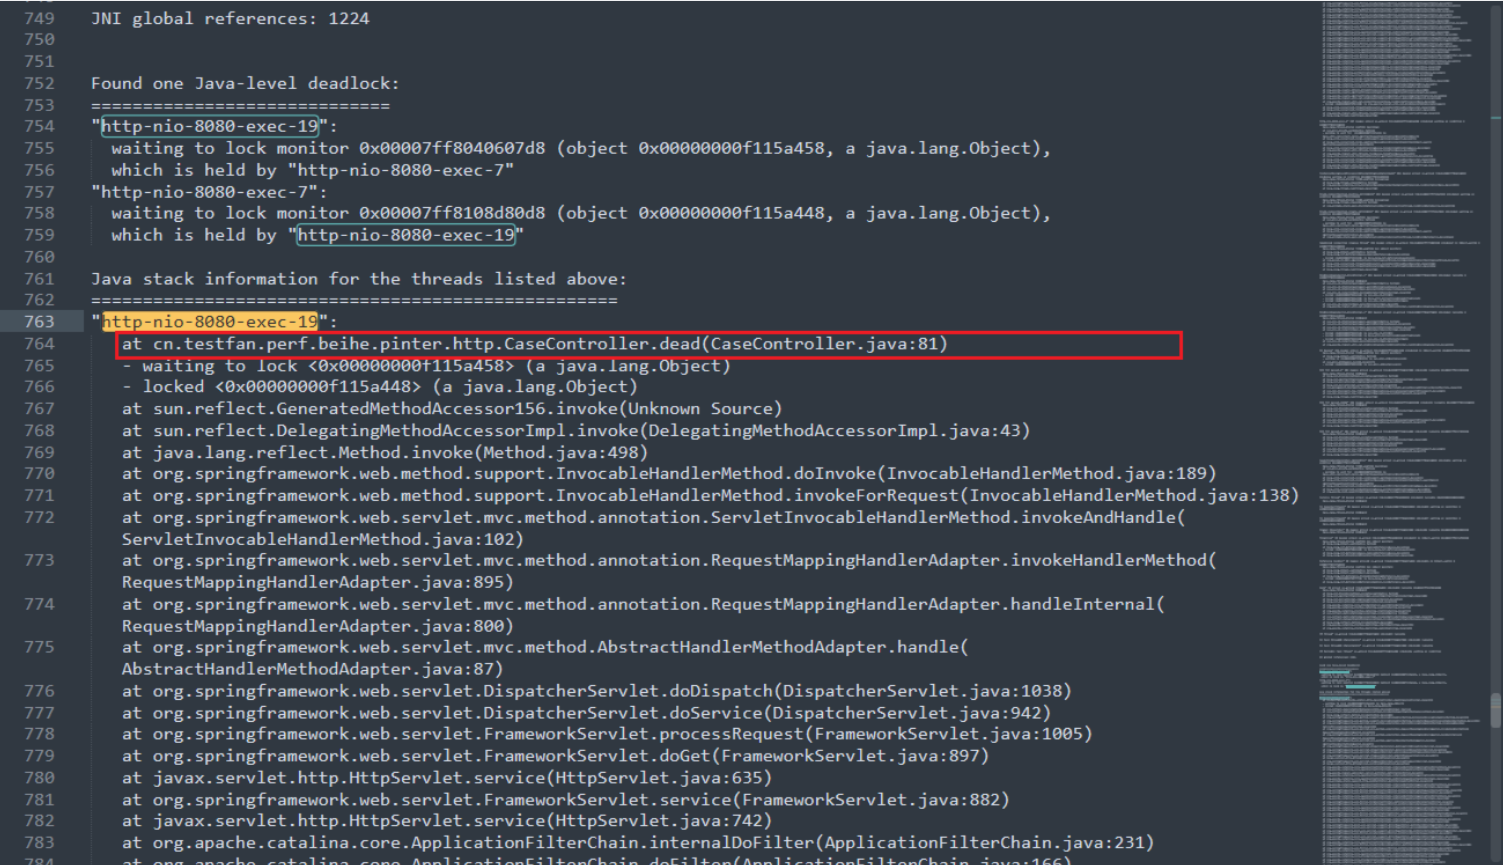 749 JNI global references: 1224
750
751
752 Found one Java-level deadlock:
753 =============================
754 "http-nio-8080-exec-19":
755 waiting to lock monitor 0x00007ff8040607d8 (object 0x00000000f115a458, a java.lang.Object),
756 which is held by "http-nio-8080-exec-7"
757 "http-nio-8080-exec-7":
758 waiting to lock monitor 0x00007ff8108d80d8 (object 0x00000000f115a448, a java.lang.Object),
759 which is held by "http-nio-8080-exec-19"
760
761 Java stack information for the threads listed above:
762 ===================================================
763 "http-nio-8080-exec-19":
764 at cn.testfan.perf.beihe.pinter.http.CaseController.dead(CaseController.java:81)
765 - waiting to lock <0x00000000f115a458> (a java.lang.Object)
766 - locked <0x00000000f115a448> (a java.lang.Object)
767 at sun.reflect.GeneratedMethodAccessor156.invoke(Unknown Source)
768 at sun.reflect.DelegatingMethodAccessorImpl.invoke(DelegatingMethodAccessorImpl.java:43)
769 at java.lang.reflect.Method.invoke(Method.java:498)
770 at org.springframework.web.method.support.InvocableHandlerMethod.doInvoke(InvocableHandlerMethod.java:189)
771 at org.springframework.web.method.support.InvocableHandlerMethod.invokeForRequest(InvocableHandlerMethod.java:138)
772 at org.springframework.web.servlet.mvc.method.annotation.ServletInvocableHandlerMethod.invokeAndHandle(
ServletInvocableHandlerMethod.java:102)
773 at org.springframework.web.servlet.mvc.method.annotation.RequestMappingHandlerAdapter.invokeHandlerMethod(
RequestMappingHandlerAdapter.java:895)
774 at org.springframework.web.servlet.mvc.method.annotation.RequestMappingHandlerAdapter.handleInternal(
RequestMappingHandlerAdapter.java:800)
775 at org.springframework.web.servlet.mvc.method.AbstractHandlerMethodAdapter.handle(
AbstractHandlerMethodAdapter.java:87)
776 at org.springframework.web.servlet.DispatcherServlet.doDispatch(DispatcherServlet.java:1038)
777 at org.springframework.web.servlet.DispatcherServlet.doService(DispatcherServlet.java:942)
778 at org.springframework.web.servlet.FrameworkServlet.processRequest(FrameworkServlet.java:1005)
779 at org.springframework.web.servlet.FrameworkServlet.doGet(FrameworkServlet.java:897)
780 at javax.servlet.http.HttpServlet.service(HttpServlet.java:635)
781 at org.springframework.web.servlet.FrameworkServlet.service(FrameworkServlet.java:882)
782 at javax.servlet.http.HttpServlet.service(HttpServlet.java:742)
783 at org.apache.catalina.core.ApplicationFilterChain.internalDoFilter(ApplicationFilterChain.java:231)
784 at org.apache.catalina.core.ApplicationFilterChain.doFilter(ApplicationFilterChain.java:166)